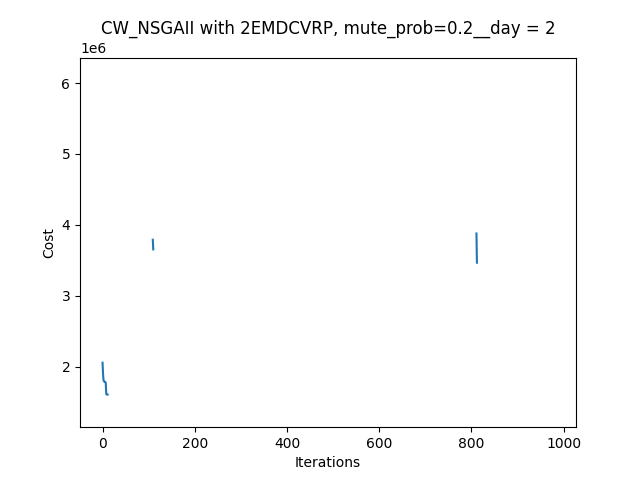 CW_NSGAII with 2EMDCVRP, mute_prob=0.2__day = 2
1e6
6
5
4
3
2
Cost
0 200 400 600 800 1000
Iterations